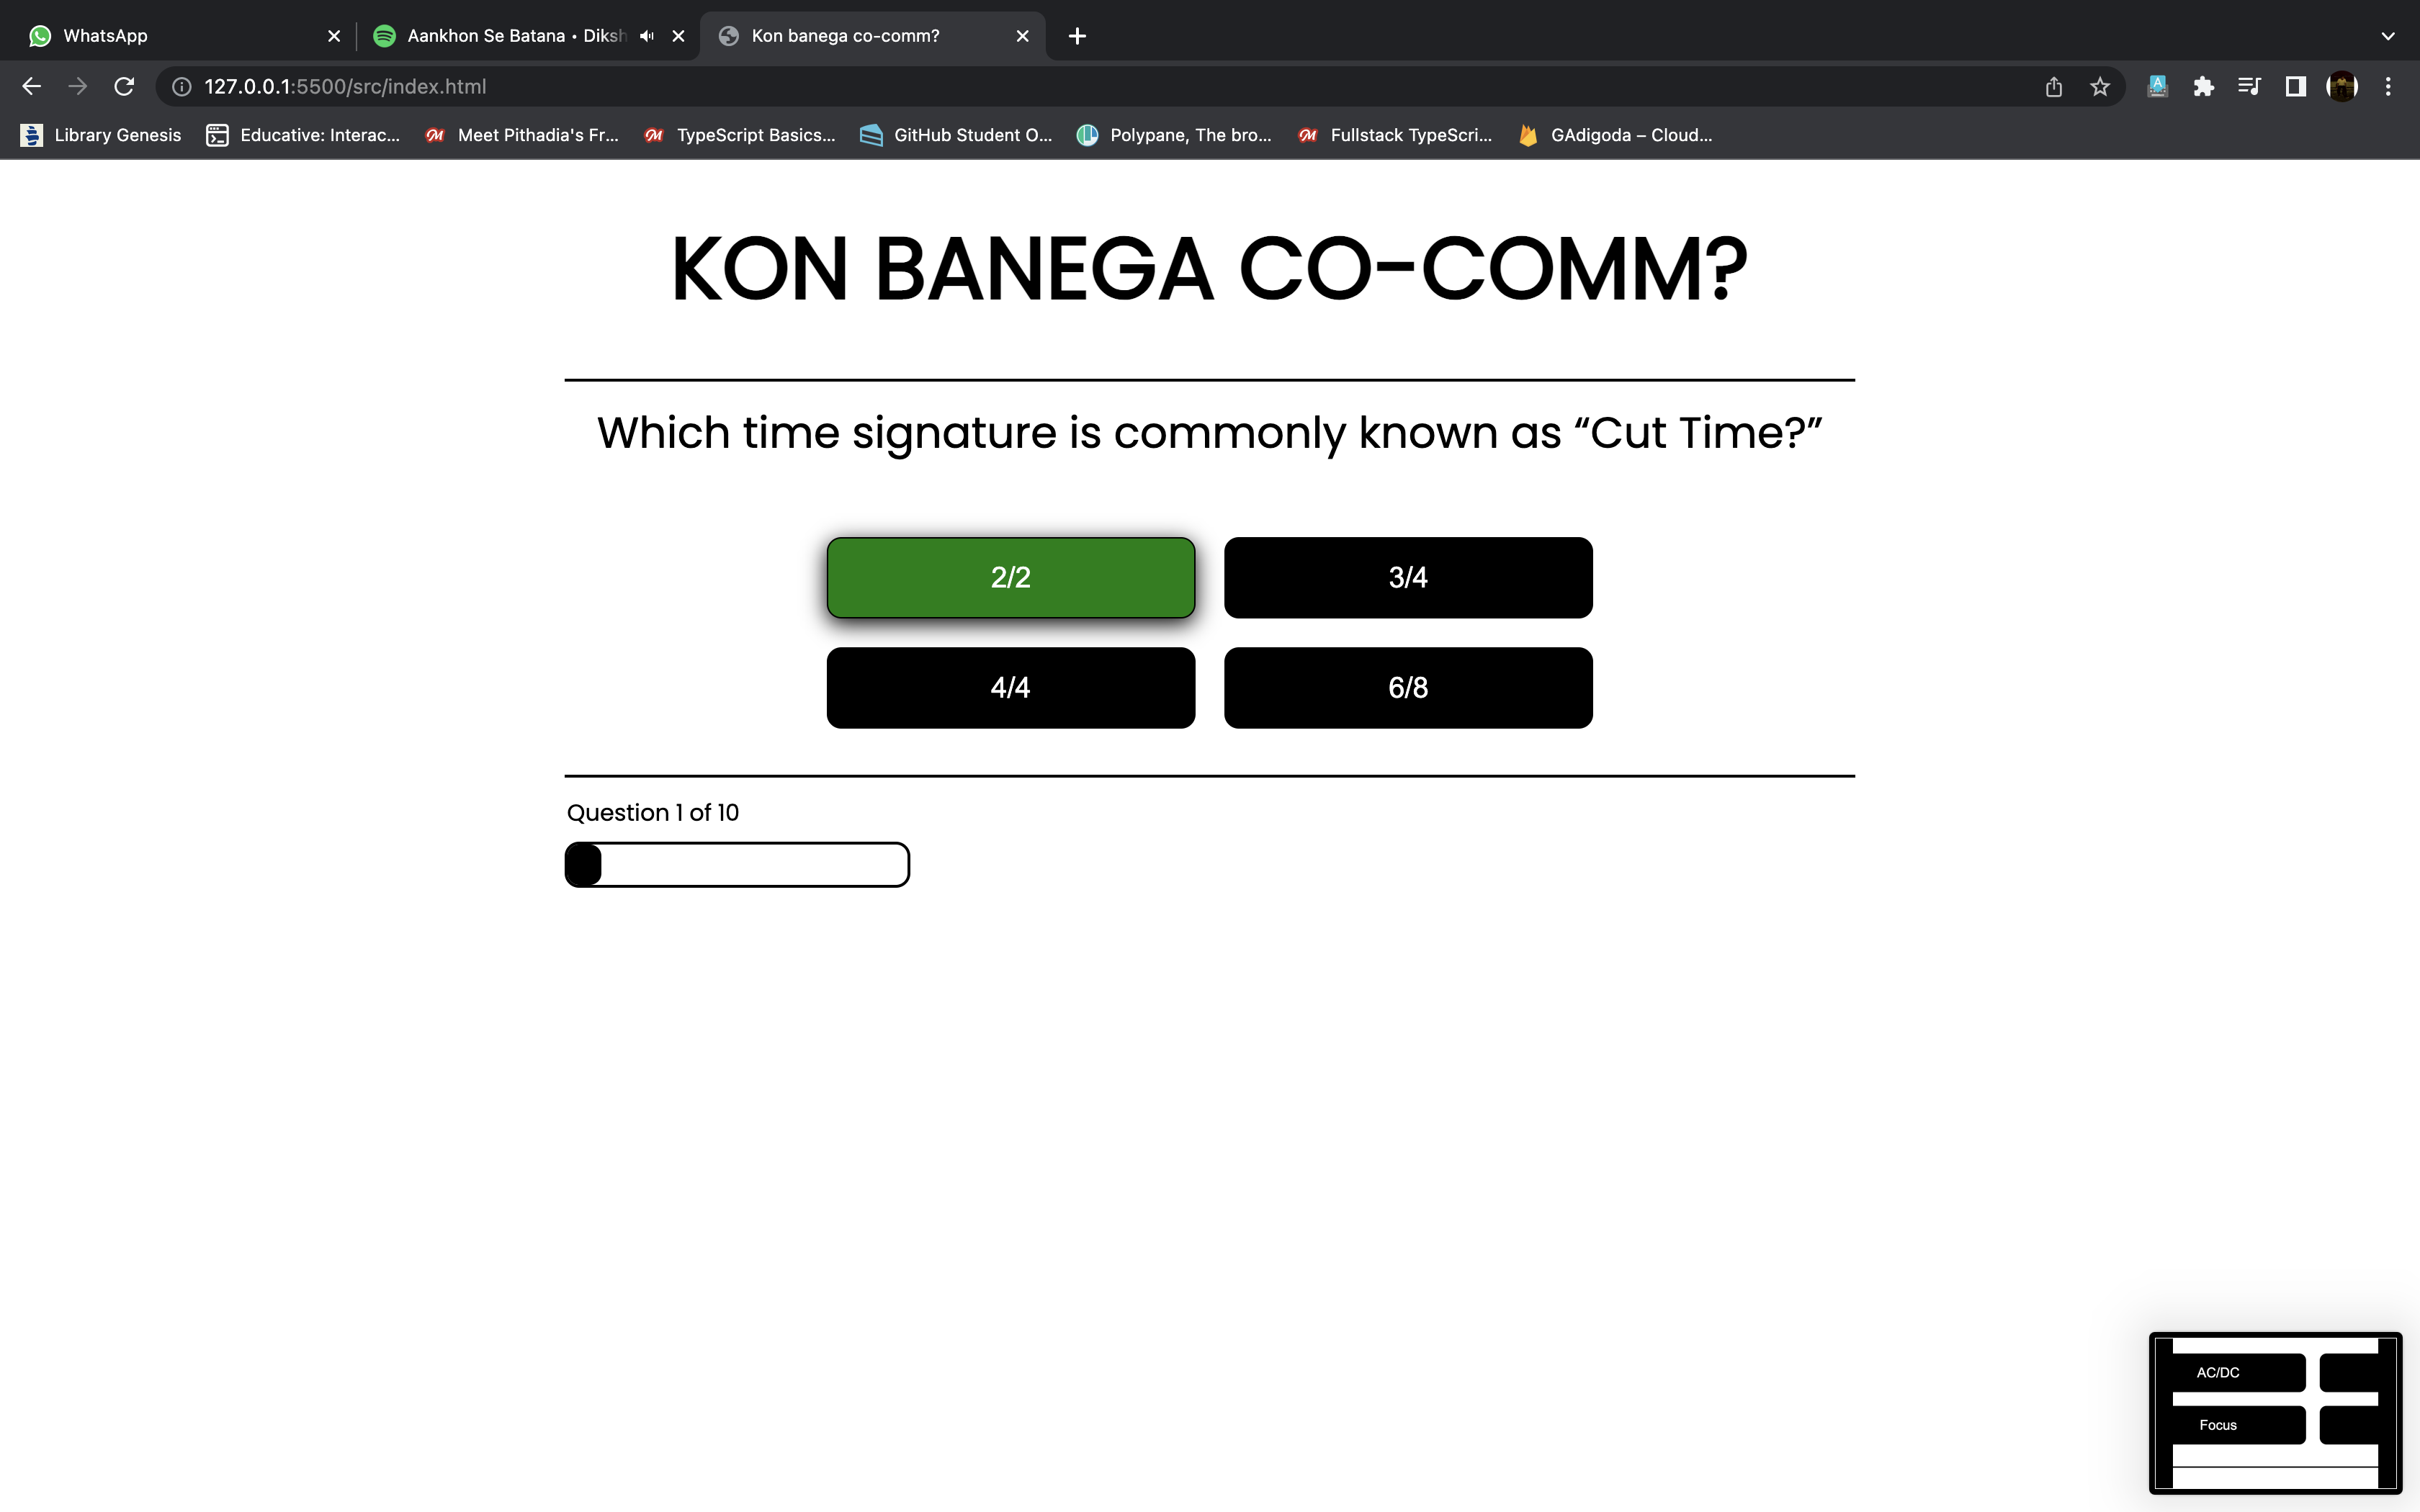 WhatsApp
Aankhon Se Batana • Diksh
Kon banega co-comm?
127.0.0.1:5500/src/index.html
Library Genesis
Educative: Interac...
Meet Pithadia's Fr...
TypeScript Basics...
GitHub Student O...
Polypane, The bro...
Fullstack TypeScri...
GAdigoda – Cloud...
KON BANEGA CO-COMM?
Which time signature is commonly known as “Cut Time?”
2/2
3/4
4/4
6/8
Question 1 of 10
AC/DC
Focus